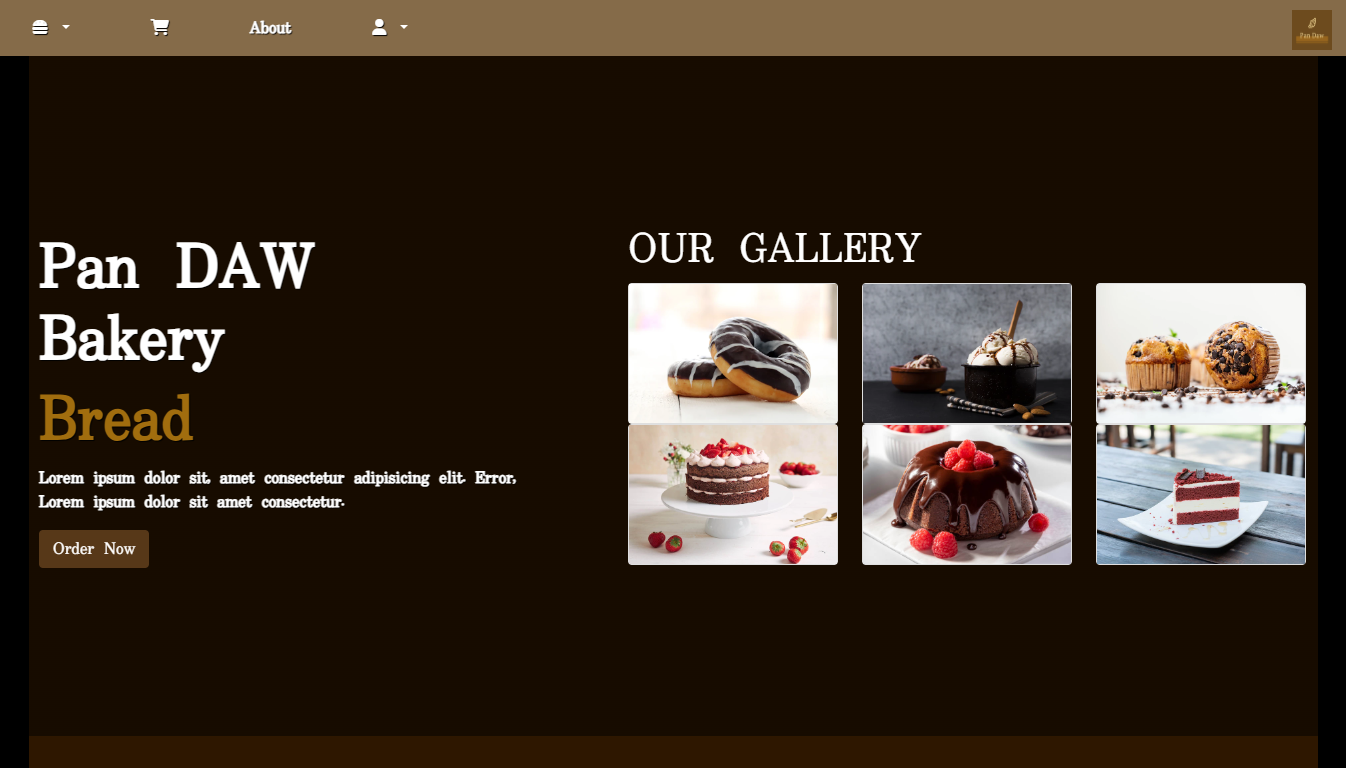 About
Pan Daw
Pan DAW
Bakery
Bread
Lorem ipsum dolor sit, amet consectetur adipisicing elit. Error,
Lorem ipsum dolor sit amet consectetur.
Order Now
OUR GALLERY